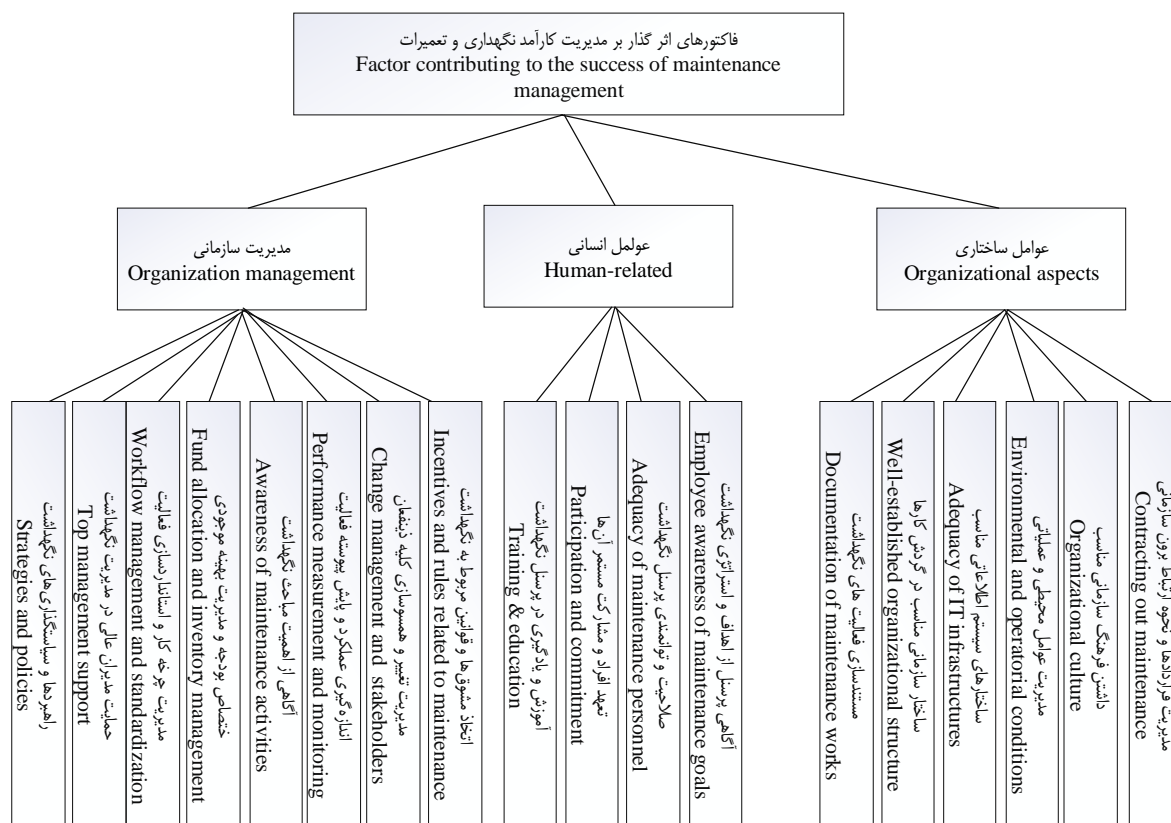 فاکتورهای اثر گذار بر مدیریت کارآمد نگهداری و تعمیرات
Factor contributing to the success of maintenance
management
مدیریت سازمانی
Organization management
عولمل انسانی
Human-related
عوامل ساختاری
Organizational aspects
راهبردها و سیاستگذاری‌های نگهداشت
Strategies and policies
حمایت مدیران عالی در مدیریت نگهداشت
Top management support
مدیریت چرخه کار و استانداردسازی فعالیت
Workflow management and standardization
ختصاص بودجه و مدیریت بهینه موجودی
Fund allocation and inventory management
آگاهی از اهمیت مباحث نگهداشت
Awareness of maintenance activities
اندازه‌گیری عملکرد و پایش پیوسته فعالیت
Performance measurement and monitoring
مدیریت تغییر و همسوسازی کلیه ذینفعان
Change management and stakeholders
اتخاذ مشوق‌ها و قوانین مربوط به نگهداشت
Incentives and rules related to maintenance
آموزش و یادگیری در پرسنل نگهداشت
Training & education
تعهد افراد و مشارکت مستمر آن‌ها
Participation and commitment
صلاحیت و توانمندی پرسنل نگهداشت
Adequacy of maintenance personnel
آگاهی پرسنل از اهداف و استراتژی نگهداشت
Employee awareness of maintenance goals
مستندسازی فعالیت های نگهداشت
Documentation of maintenance works
ساختار سازمانی مناسب در گردش کارها
Well-established organizational structure
ساختارهای سیستم اطلاعاتی مناسب
Adequacy of IT infrastructures
مدیریت عوامل محیطی و عملیاتی
Environmental and operatorial conditions
داشتن فرهنگ سازمانی مناسب
Organizational culture
مدیریت قراردادها و نحوه ارتباط برون سازمانی
Contracting out maintenance